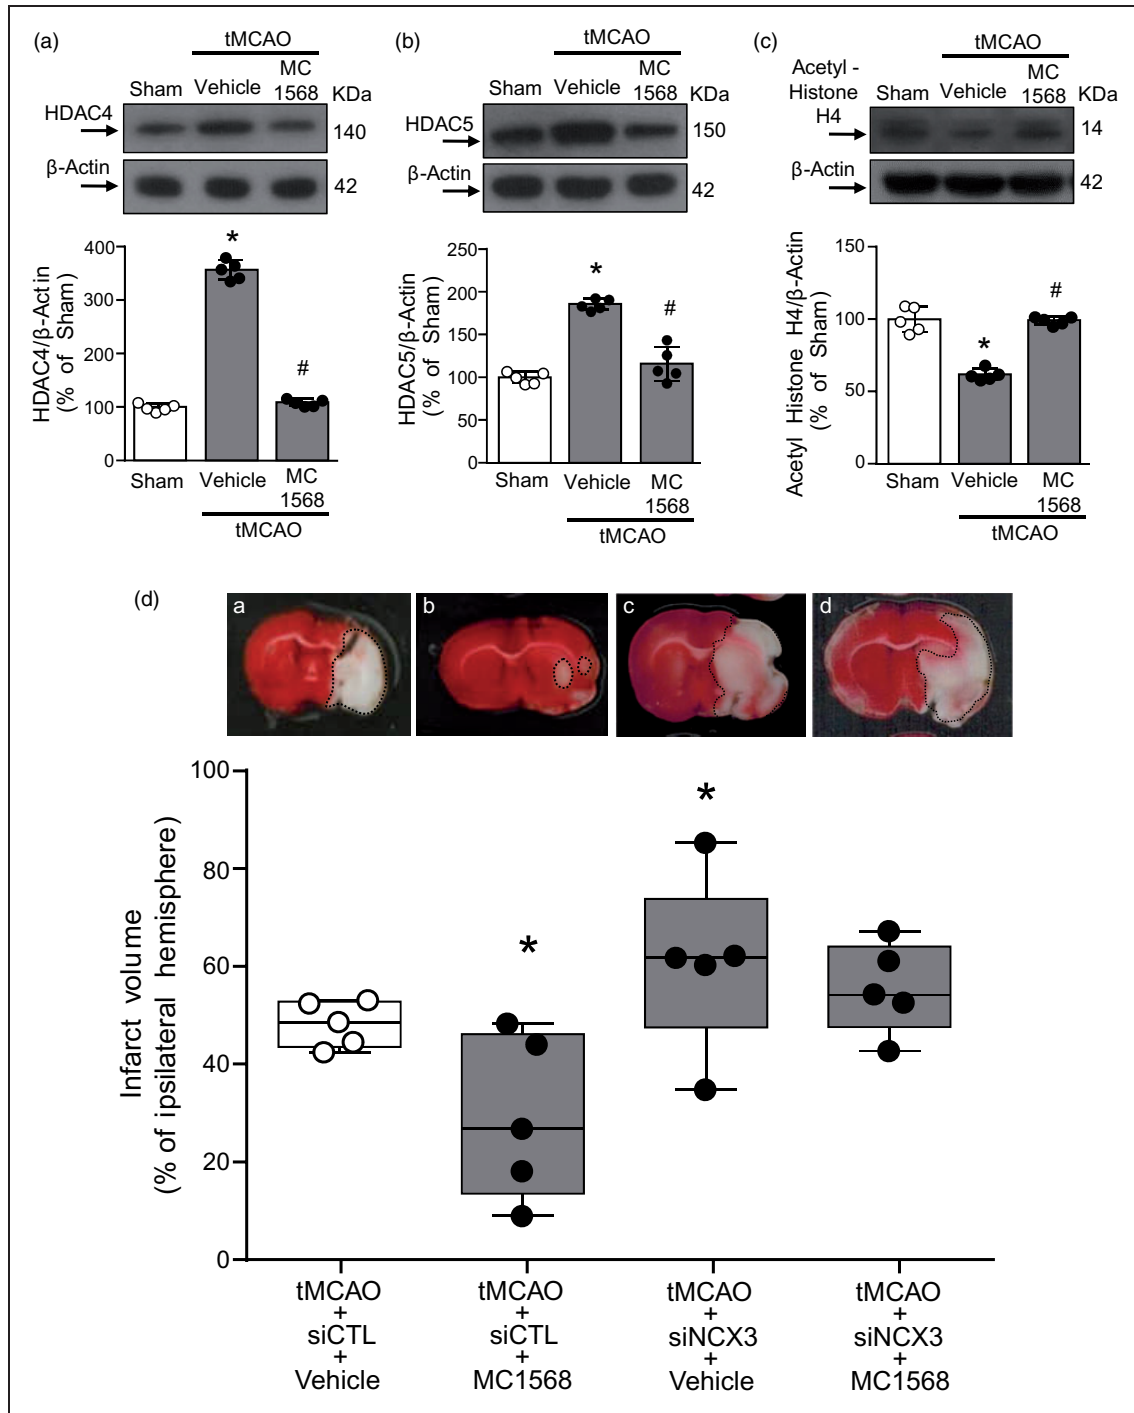 (a)
tMCAO
Sham Vehicle MC 1568 KDa
HDAC4 140
β-Actin 42
HDAC4/β-Actin
(% of Sham)
400
300
200
100
0
Sham Vehicle MC 1568
tMCAO
(b)
tMCAO
Sham Vehicle MC 1568 KDa
HDAC5 150
β-Actin 42
HDAC5/β-Actin
(% of Sham)
250
200
150
100
50
0
*
#
Sham Vehicle MC 1568
tMCAO
(c)
tMCAO
Acetyl -
Histone
H4
Sham Vehicle MC 1568 KDa
14
β-Actin 42
Acetyl Histone H4/β-Actin
(% of Sham)
150
100
50
0
*
#
Sham Vehicle MC 1568
tMCAO
(d)
a b c d
Infarct volume
(% of ipsilateral hemisphere)
100
80
60
40
20
0
*
*
tMCAO
+
siCTL
+
Vehicle
tMCAO
+
siCTL
+
MC1568
tMCAO
+
siNCX3
+
Vehicle
tMCAO
+
siNCX3
+
MC1568